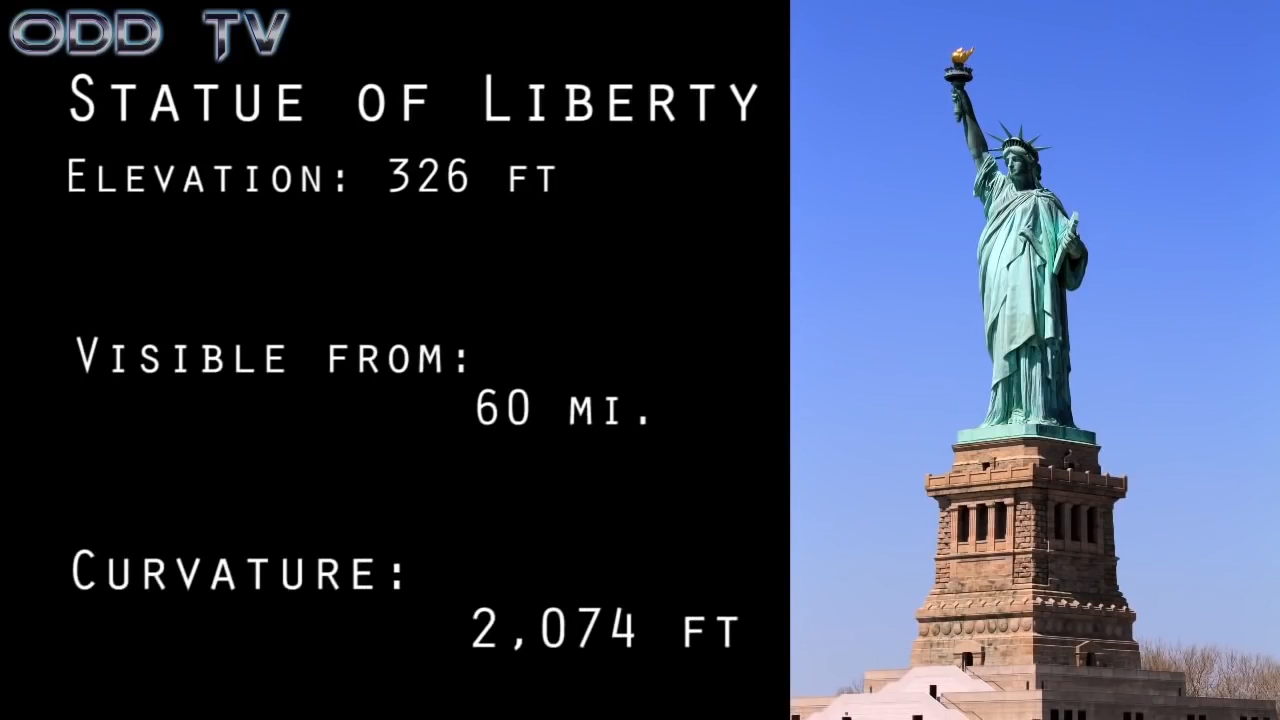 ODD TV
STATUE OF LIBERTY
ELEVATION: 326 FT
VISIBLE FROM:
60 MI.
CURVATURE:
2,074 FT